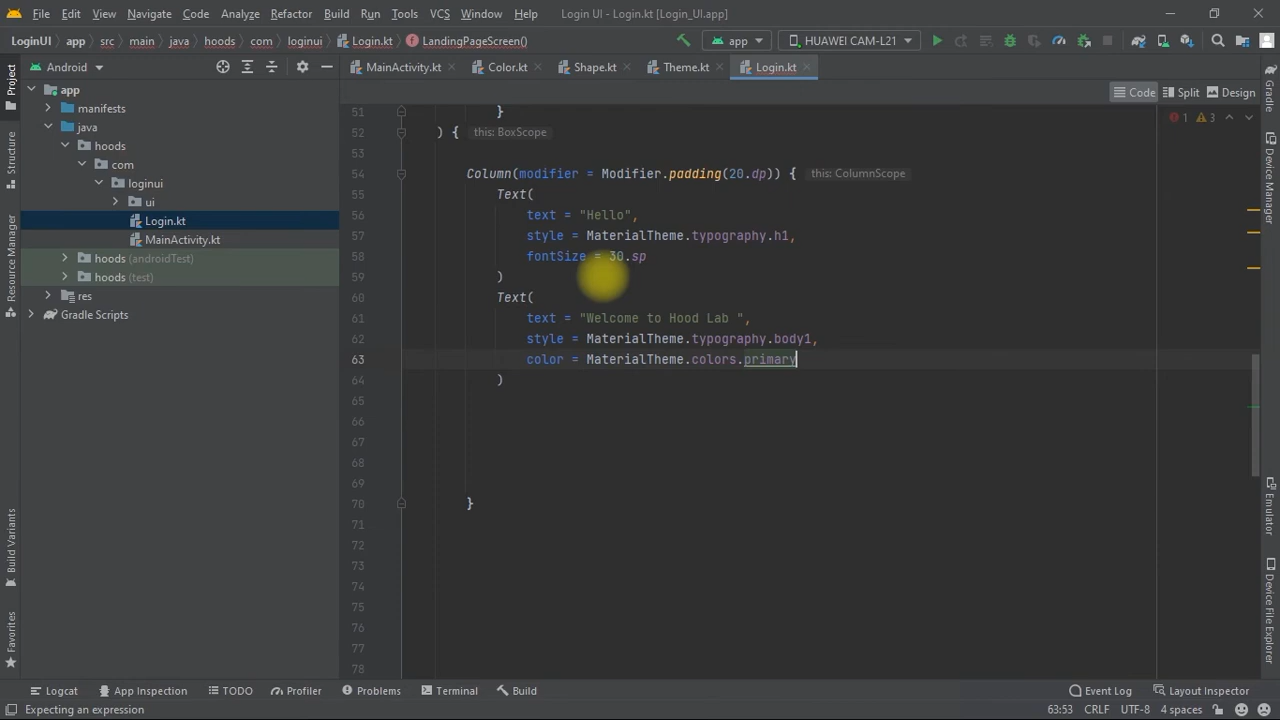 File Edit View Navigate Code Analyze Refactor Build Run Tools VCS Window Help Login UI - Login.kt [Login_UI.app]
LoginUI app src main java hoods com loginui Login.kt LandingPageScreen() app HUAWEI CAM-L21
Android MainActivity.kt Color.kt Shape.kt Theme.kt Login.kt
Code Split Design
1 3
Project
Structure
Resource Manager
Build Variants
Favorites
app
manifests
java
hoods
com
loginui
ui
Login.kt
MainActivity.kt
hoods (androidTest)
hoods (test)
res
Gradle Scripts
51 }
52 ) { this: BoxScope
53
54 Column(modifier = Modifier.padding(20.dp)) { this: ColumnScope
55 Text(
56 text = "Hello",
57 style = MaterialTheme.typography.h1,
58 fontSize = 30.sp
59 )
60 Text(
61 text = "Welcome to Hood Lab ",
62 style = MaterialTheme.typography.body1,
63 color = MaterialTheme.colors.primary
64 )
65
66
67
68
69
70 }
71
72
73
74
75
76
77
78
Gradle
Device Manager
Emulator
Device File Explorer
Logcat App Inspection TODO Profiler Problems Terminal Build Event Log Layout Inspector
Expecting an expression 63:53 CRLF UTF-8 4 spaces